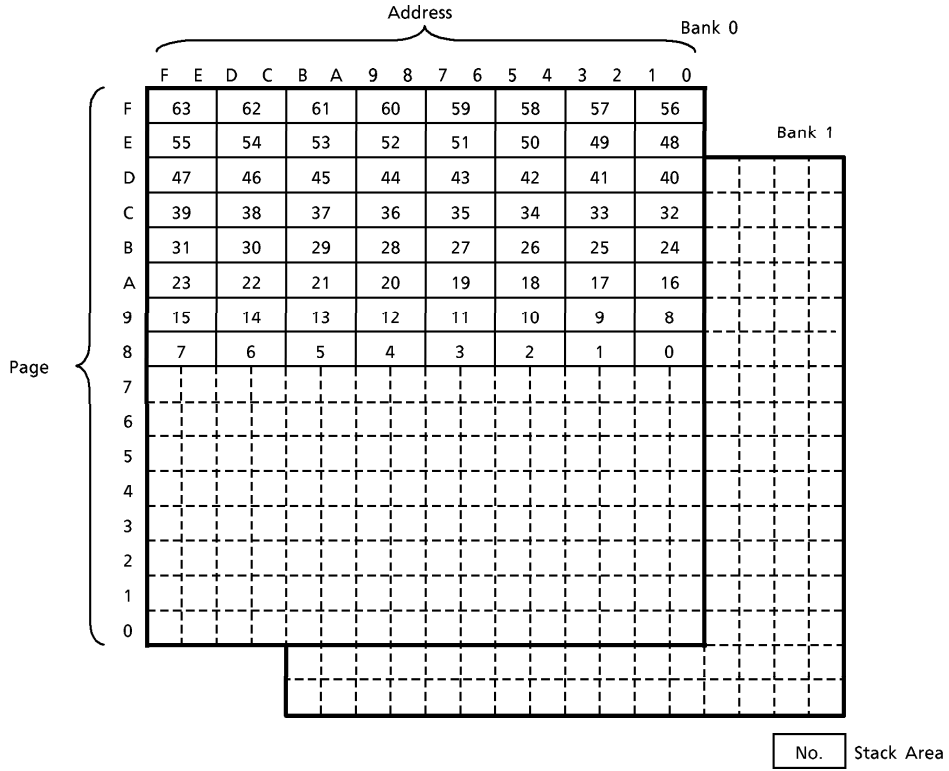 Address
Bank 0
F E D C B A 9 8 7 6 5 4 3 2 1 0
F 63 62 61 60 59 58 57 56
Bank 1
E 55 54 53 52 51 50 49 48
D 47 46 45 44 43 42 41 40
C 39 38 37 36 35 34 33 32
B 31 30 29 28 27 26 25 24
A 23 22 21 20 19 18 17 16
9 15 14 13 12 11 10 9 8
8 7 6 5 4 3 2 1 0
Page
7
6
5
4
3
2
1
0
No. Stack Area